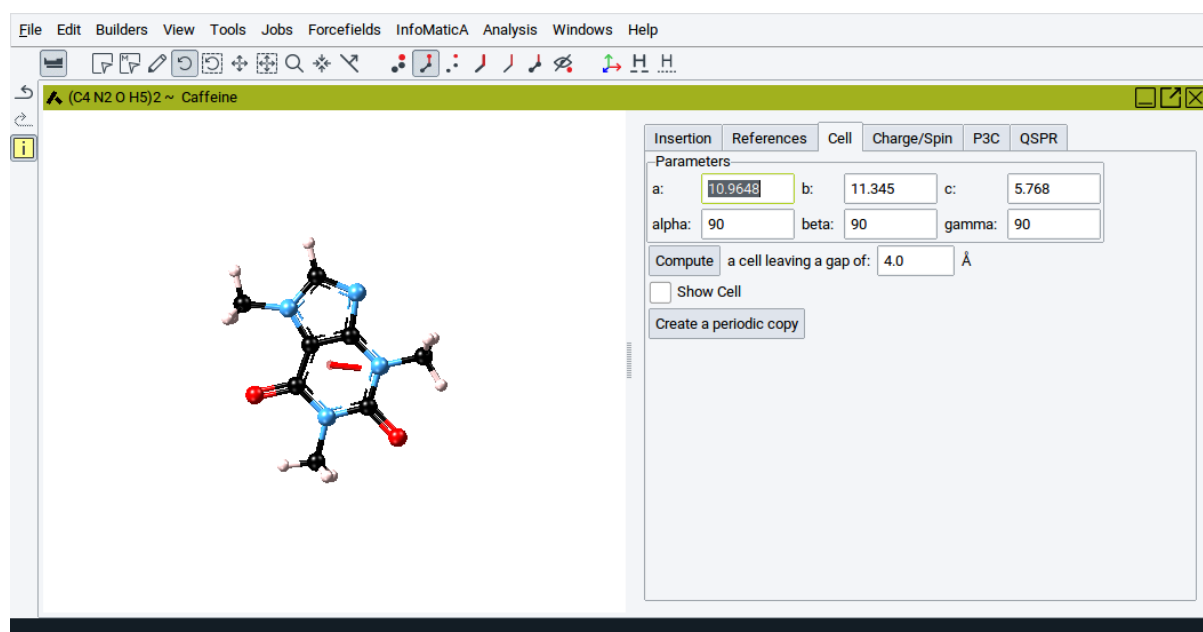 File Edit Builders View Tools Jobs Forcefields InfoMaticA Analysis Windows Help
M
H H
(C4 N2 O H5)2 ~ Caffeine
i
Insertion References Cell Charge/Spin P3C QSPR
Parameters
a: 10.9648 b: 11.345 c: 5.768
alpha: 90 beta: 90 gamma: 90
Compute a cell leaving a gap of: 4.0 Å
Show Cell
Create a periodic copy